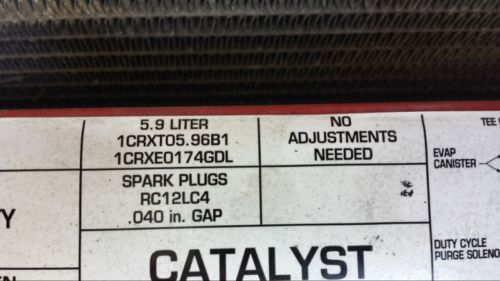 5.9 LITER
1CRXT05.96B1
1CRXE0174GDL
NO
ADJUSTMENTS
NEEDED
TEE
EVAP
CANISTER
SPARK PLUGS
RC12LC4
.040 in. GAP
CATALYST
DUTY CYCLE
PURGE SOLENO